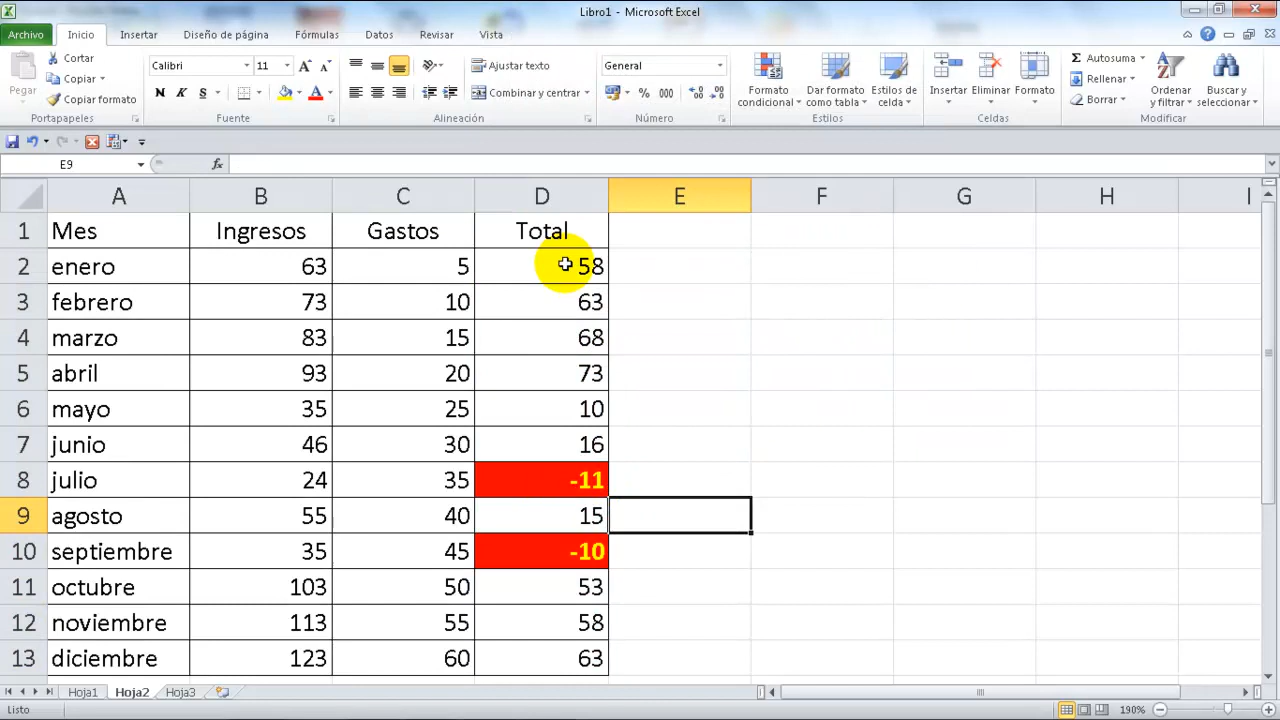 Libro1 - Microsoft Excel
Archivo Inicio Insertar Diseño de página Fórmulas Datos Revisar Vista
Pegar
Cortar
Copiar
Copiar formato
Portapapeles
Calibri 11 A A
N K S A
Fuente
Ajustar texto
Combinar y centrar
Alineación
General
% 000
Número
Formato condicional
Dar formato como tabla
Estilos de celda
Estilos
Insertar
Eliminar
Formato
Celdas
Σ Autosuma
Rellenar
Borrar
Ordenar y filtrar
Buscar y seleccionar
Modificar
E9 fx
A B C D E F G H I
1 Mes Ingresos Gastos Total
2 enero 63 5 58
3 febrero 73 10 63
4 marzo 83 15 68
5 abril 93 20 73
6 mayo 35 25 10
7 junio 46 30 16
8 julio 24 35 -11
9 agosto 55 40 15
10 septiembre 35 45 -10
11 octubre 103 50 53
12 noviembre 113 55 58
13 diciembre 123 60 63
Hoja1 Hoja2 Hoja3
Listo 190%